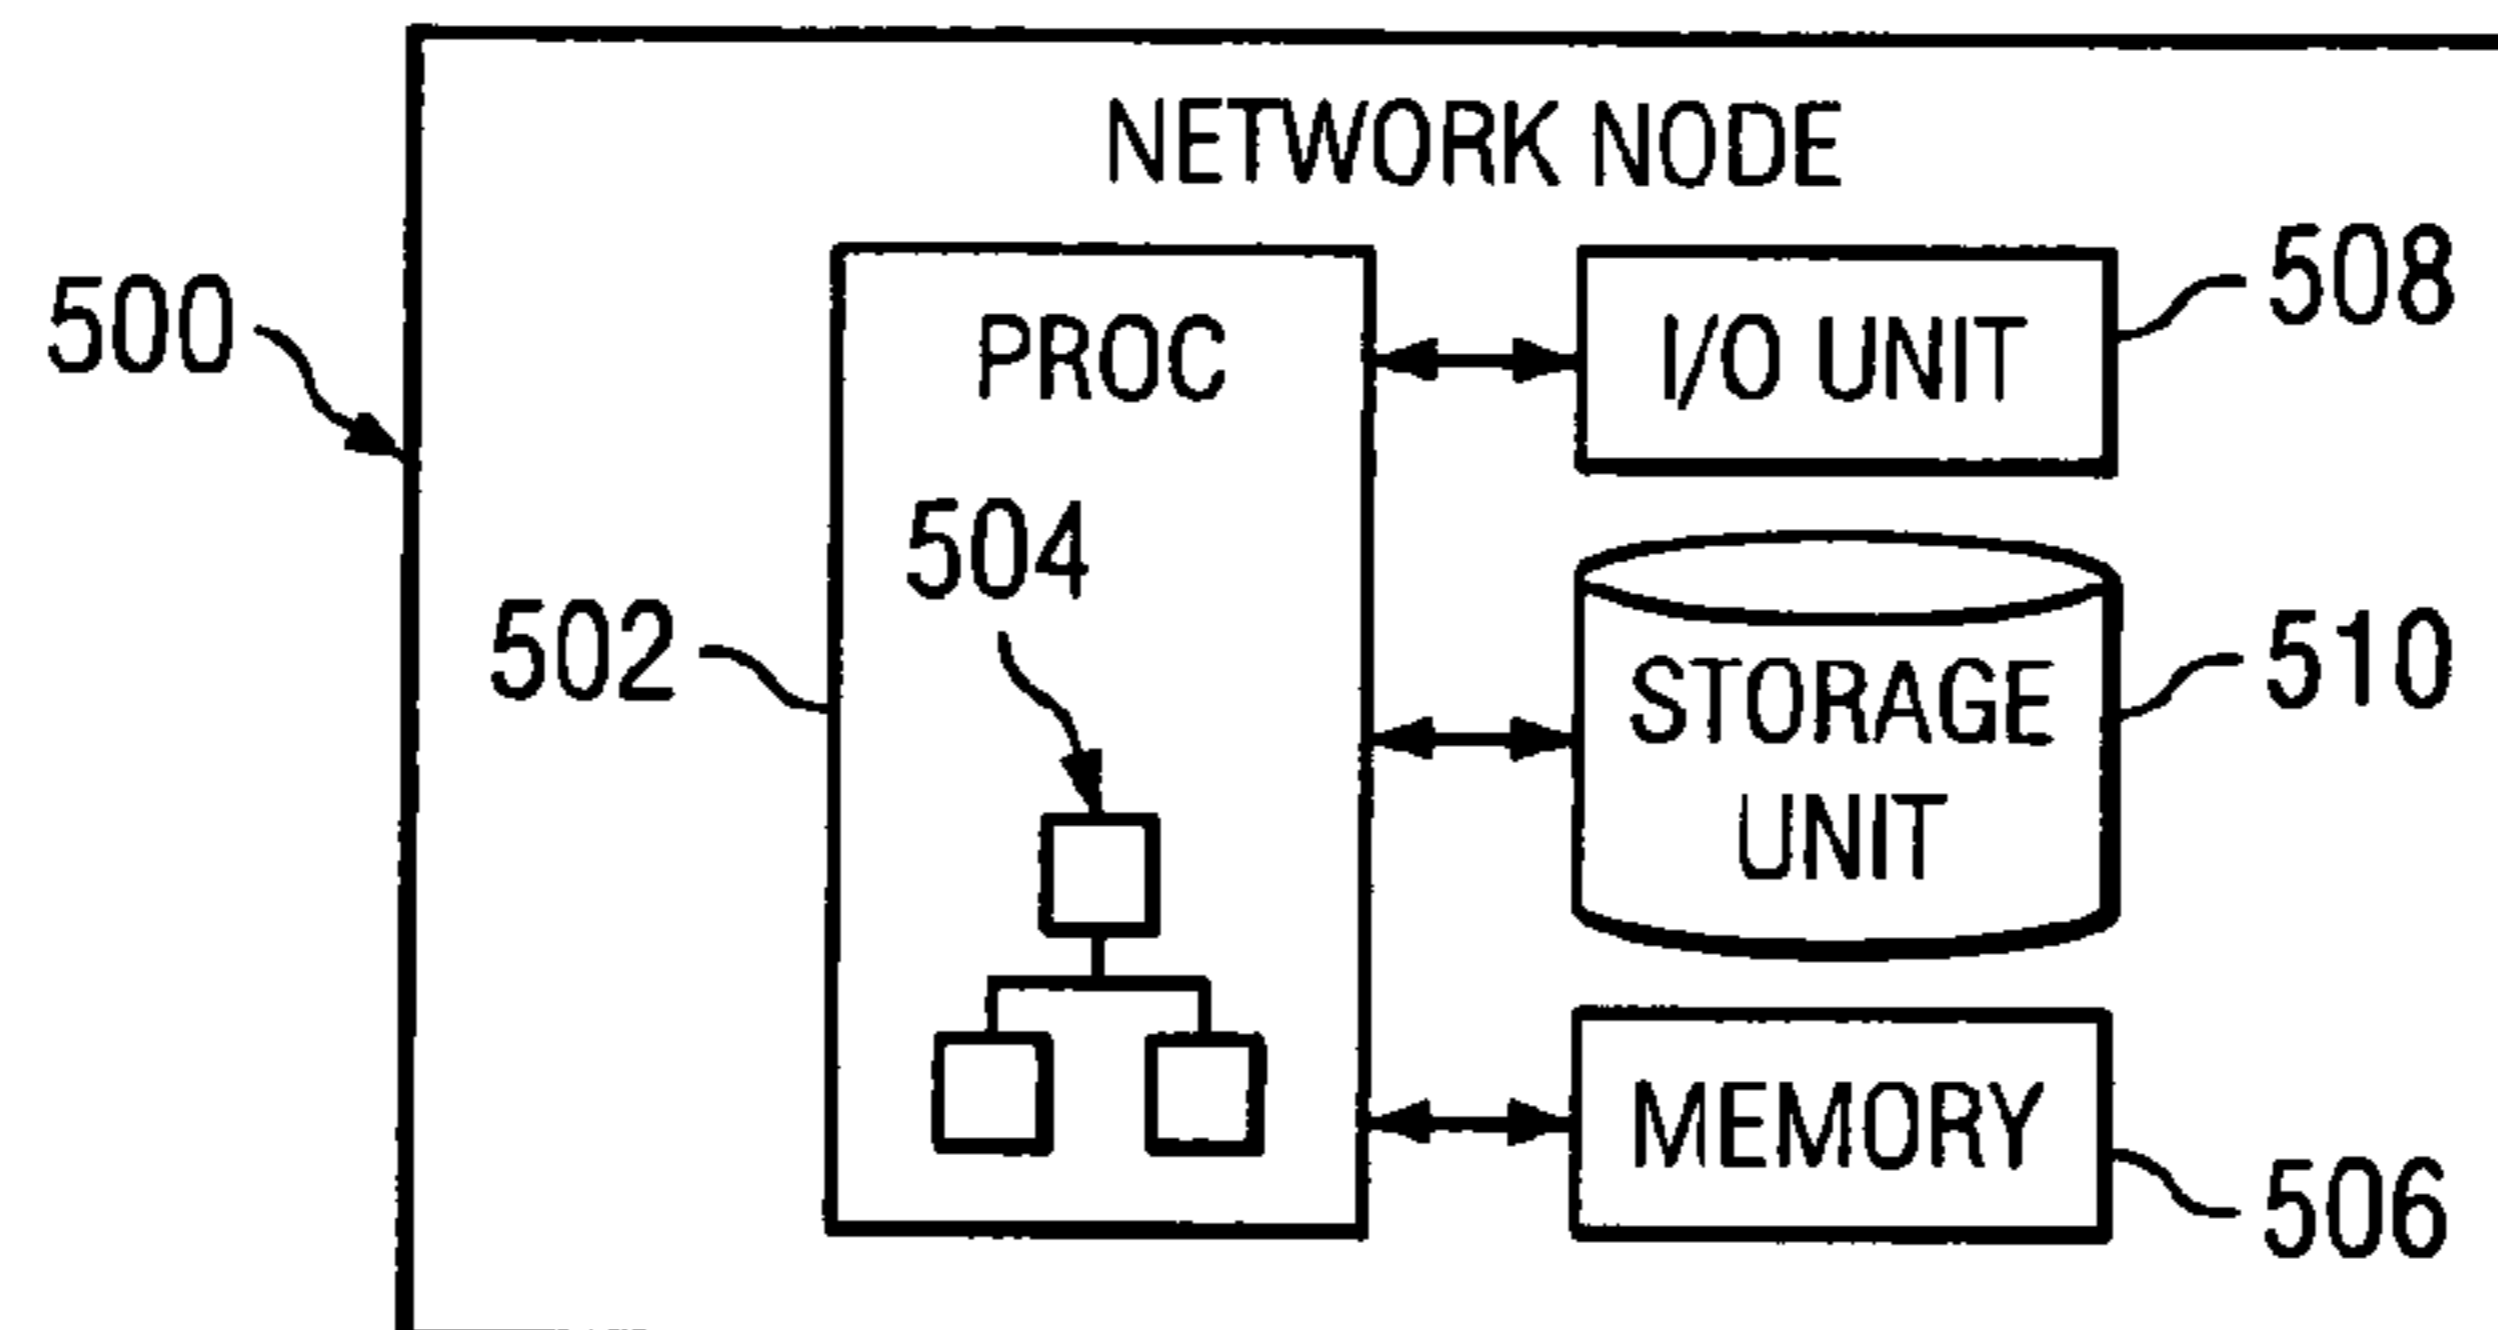 NETWORK NODE
500
508
PROC
I/O UNIT
504
502
510
STORAGE
UNIT
MEMORY
506